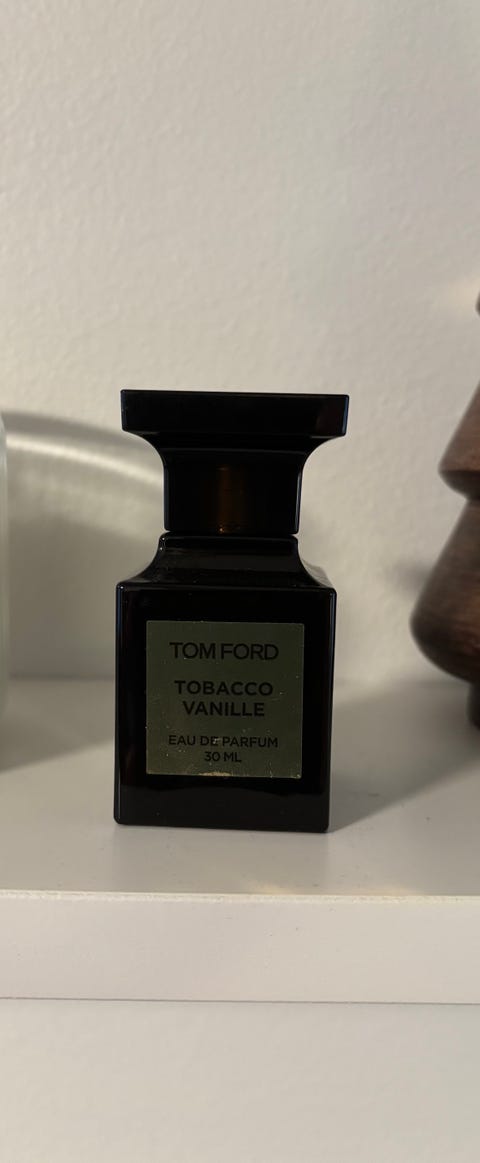 TOM FORD
TOBACCO
VANILLE
EAU DE PARFUM
30 ML